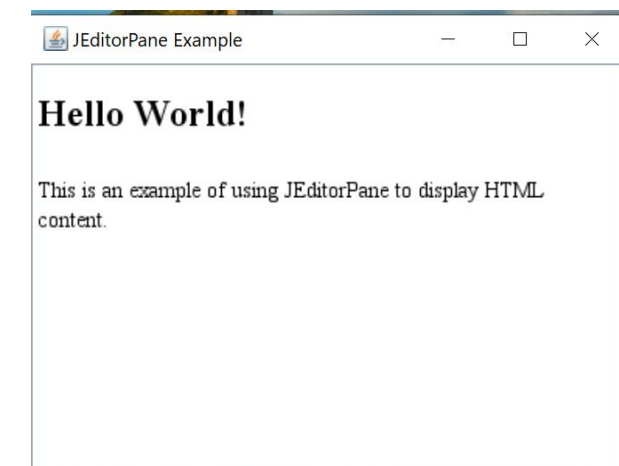 JEditorPane Example
Hello World!
This is an example of using JEditorPane to display HTML
content.